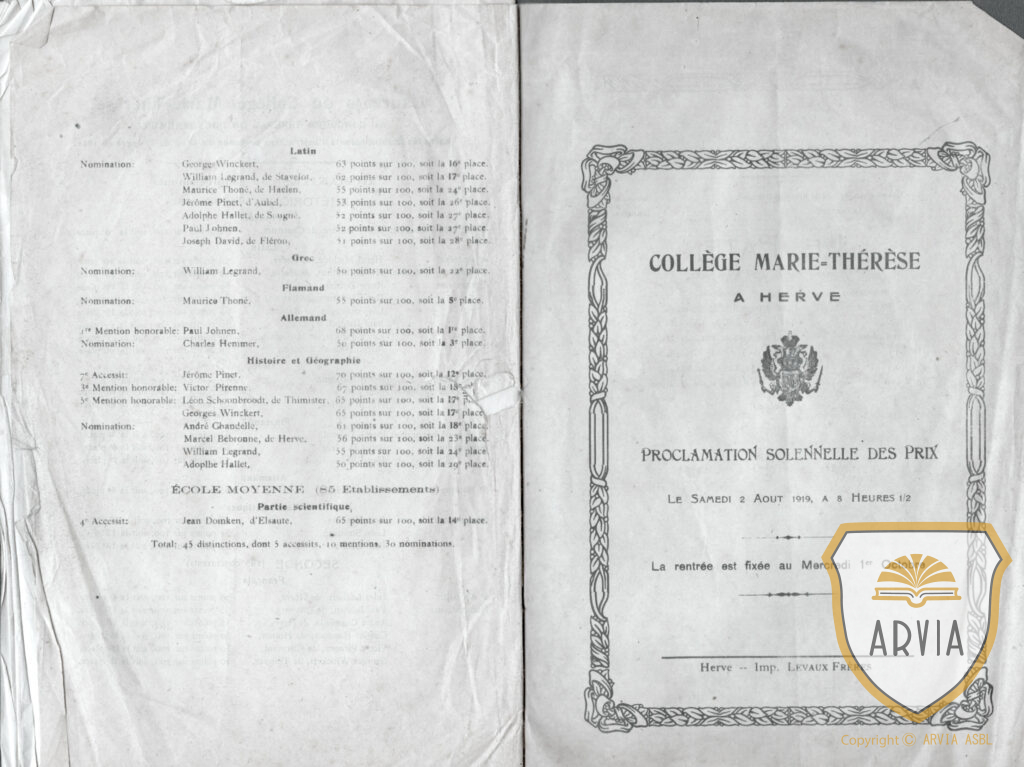 Latin
Nomination: George Winckert, 63 points sur 100, soit la 16e place.
William Legrand, de Stavelot, 62 points sur 100, soit la 17e place.
Maurice Thoné, de Haelen, 55 points sur 100, soit la 24e place.
Jérôme Pinet, d'Aubel, 53 points sur 100, soit la 26e place.
Adolphe Hallet, de Sougné, 52 points sur 100, soit la 27e place.
Paul Johnen, 52 points sur 100, soit la 27e place.
Joseph David, de Fléron, 51 points sur 100, soit la 28e place.
Grec
Nomination: William Legrand, 50 points sur 100, soit la 22e place.
Flamand
Nomination: Maurice Thoné, 55 points sur 100, soit la 8e place.
Allemand
1re Mention honorable: Paul Johnen, 68 points sur 100, soit la 1re place.
Nomination: Charles Hemmer, 50 points sur 100, soit la 3e place.
Histoire et Géographie
7e Accessit: Jérôme Pinet, 70 points sur 100, soit la 12e place.
3e Mention honorable: Victor Pirenne, 67 points sur 100, soit la
5e Mention honorable: Léon Schoonbroodt, de Thimister, 65 points sur 100, soit la 17e
Georges Winckert, 65 points sur 100, soit la 17e place
Nomination: André Ghandelle, 61 points sur 100, soit la 18e place.
Marcel Bebronne, de Herve, 56 points sur 100, soit la 23e place.
William Legrand, 55 points sur 100, soit la 24e place.
Adoplhe Hallet, 50 points sur 100, soit la 29e place.
ÉCOLE MOYENNE (85 Etablissements)
Partie scientifique,
4e Accessit: Jean Domken, d'Elsaute, 65 points sur 100, soit la 14e place.
Total: 45 distinctions, dont 5 accessits, 10 mentions, 30 nominations.
COLLÈGE MARIE-THÉRÈSE
A HERVE
PROCLAMATION SOLENNELLE DES PRIX
LE SAMEDI 2 AOUT 1919, A 8 HEURES 1/2
La rentrée est fixée au Mercredi 1er Octobre
Herve -- Imp. LEVAUX FRÈRES
ARVIA
Copyright © ARVIA ASBL